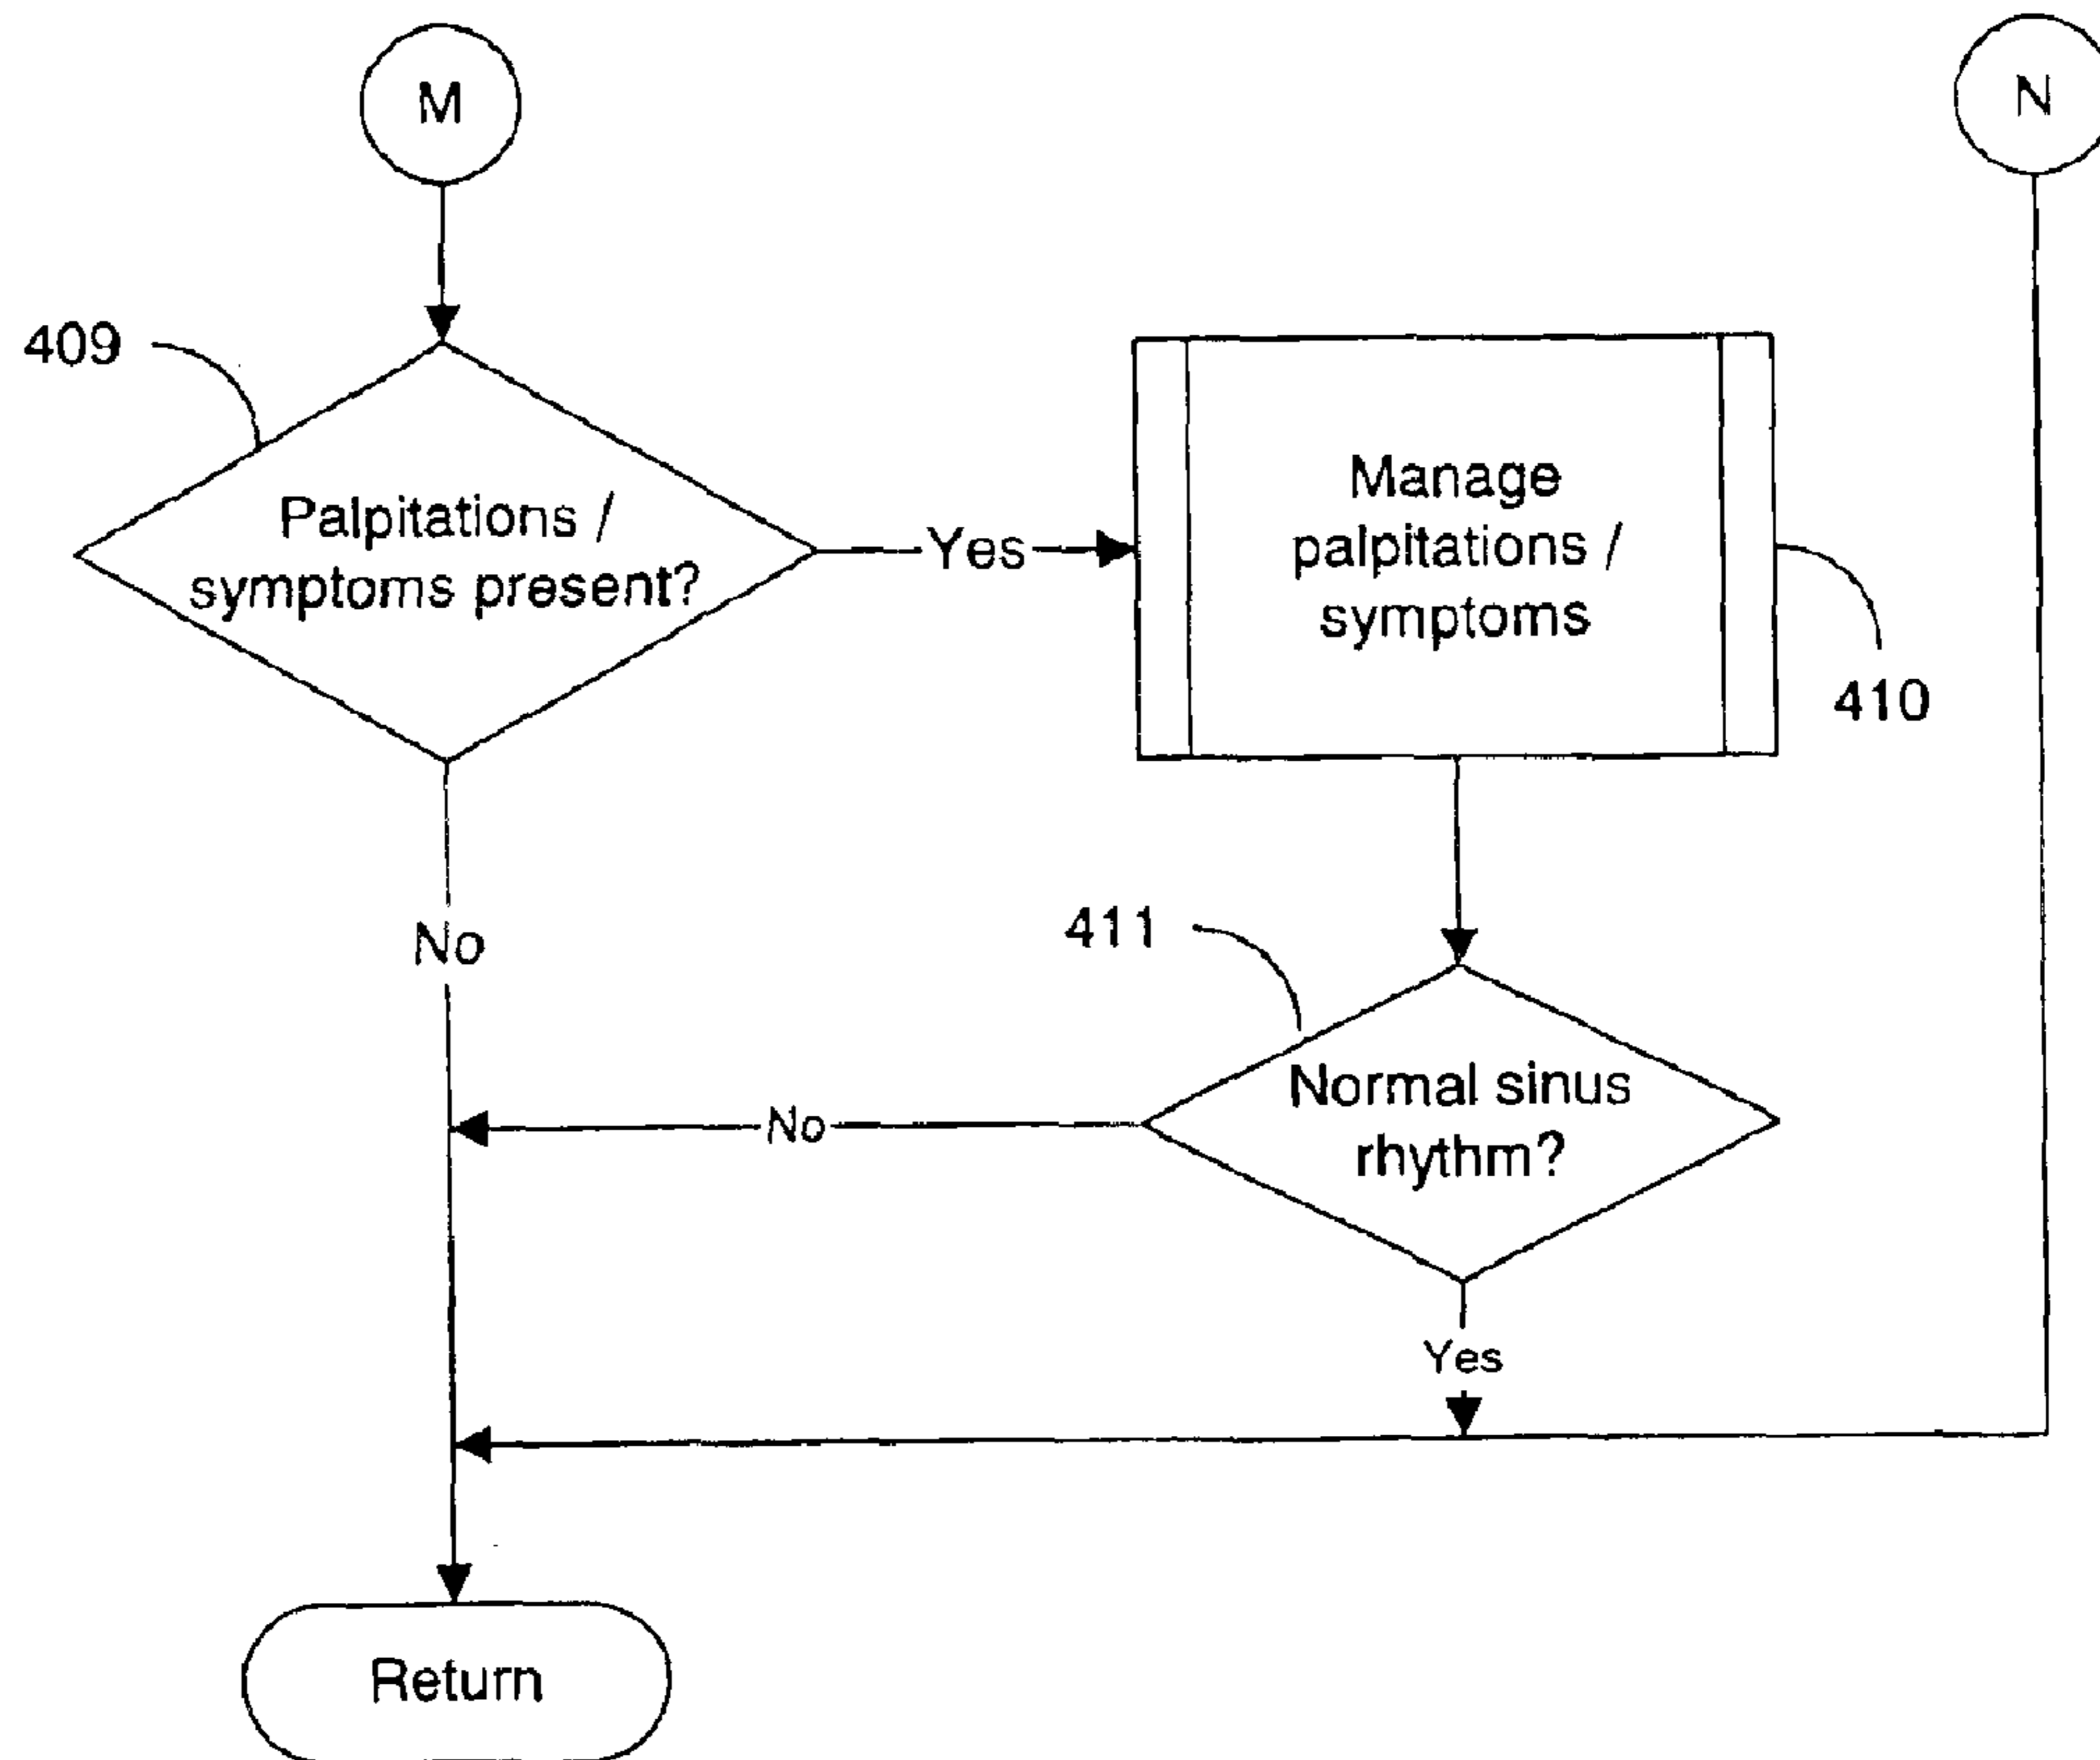 M
N
409
Palpitations /
symptoms present?
Yes
Manage
palpitations /
symptoms
410
No
411
Normal sinus
rhythm?
No
Yes
Return